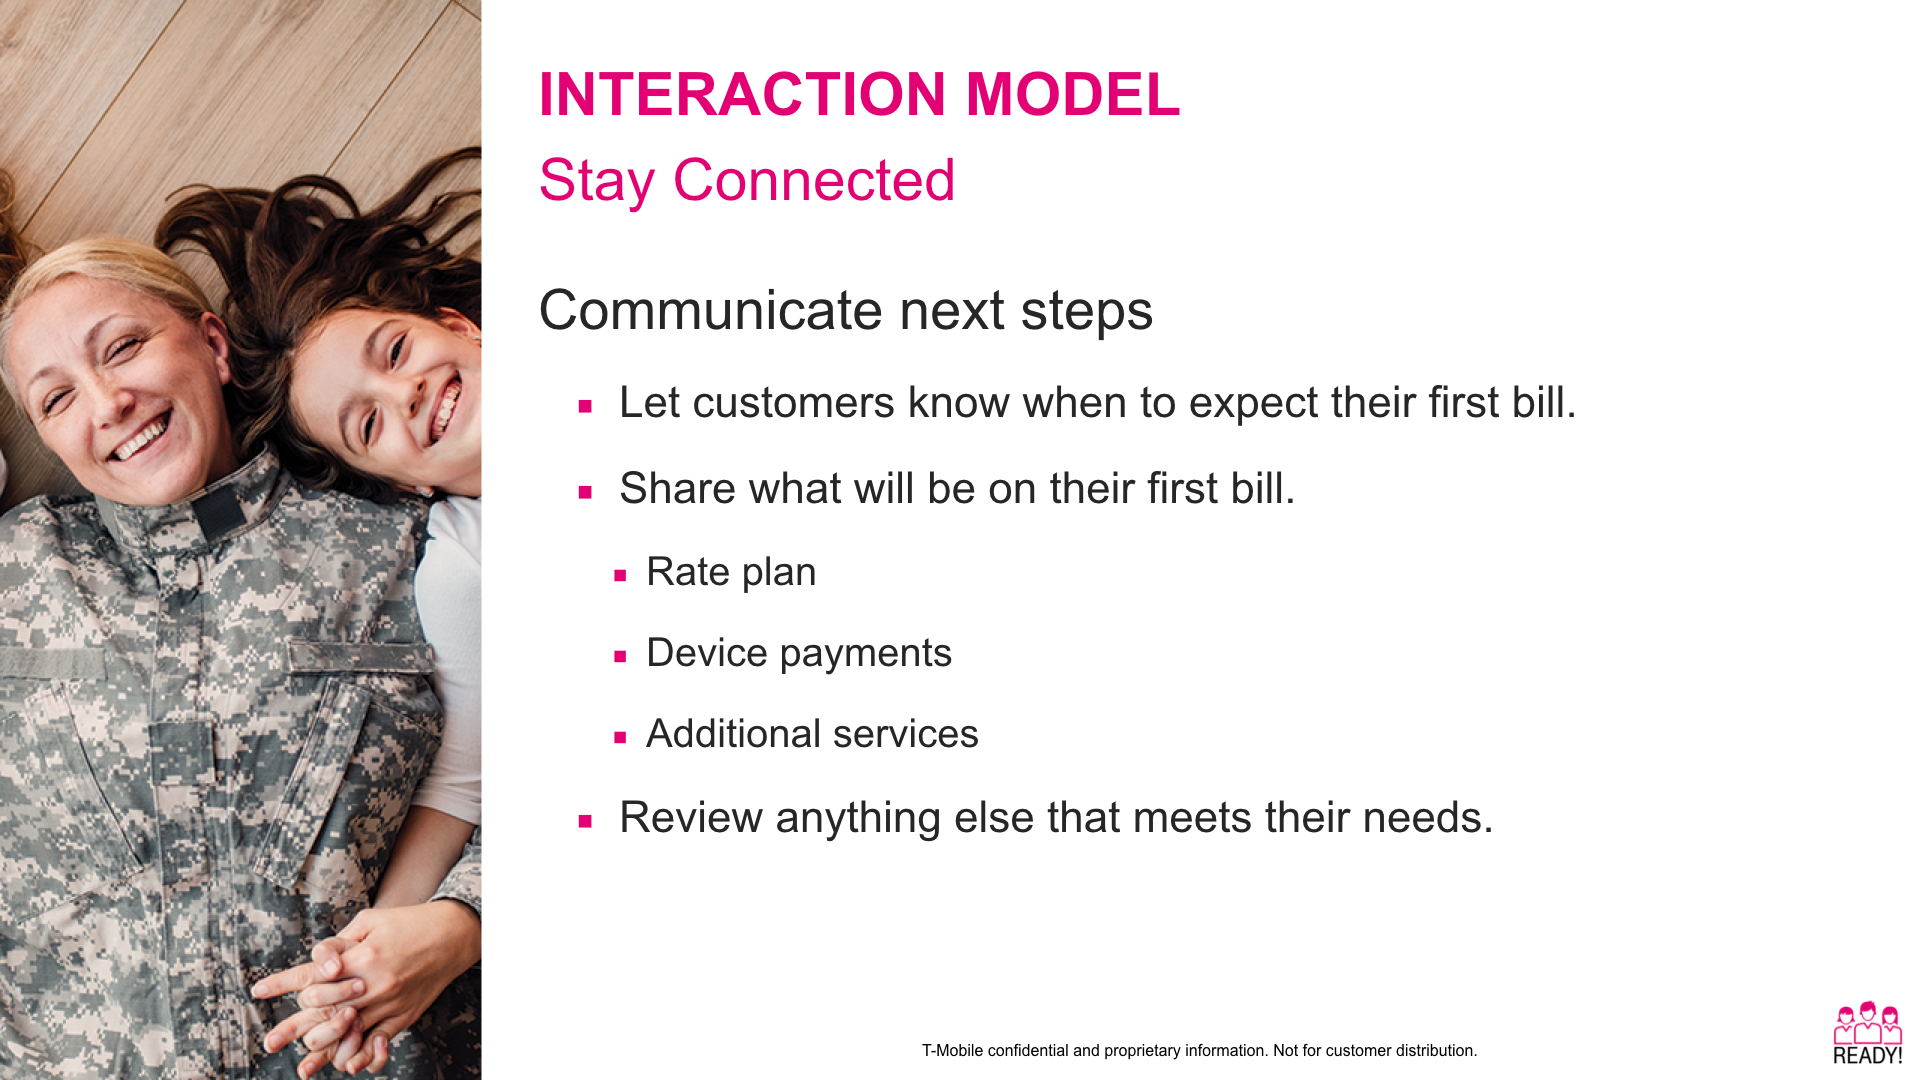 INTERACTION MODEL
Stay Connected
Communicate next steps
Let customers know when to expect their first bill.
Share what will be on their first bill.
Rate plan
Device payments
Additional services
Review anything else that meets their needs.
T-Mobile confidential and proprietary information. Not for customer distribution.
READY!